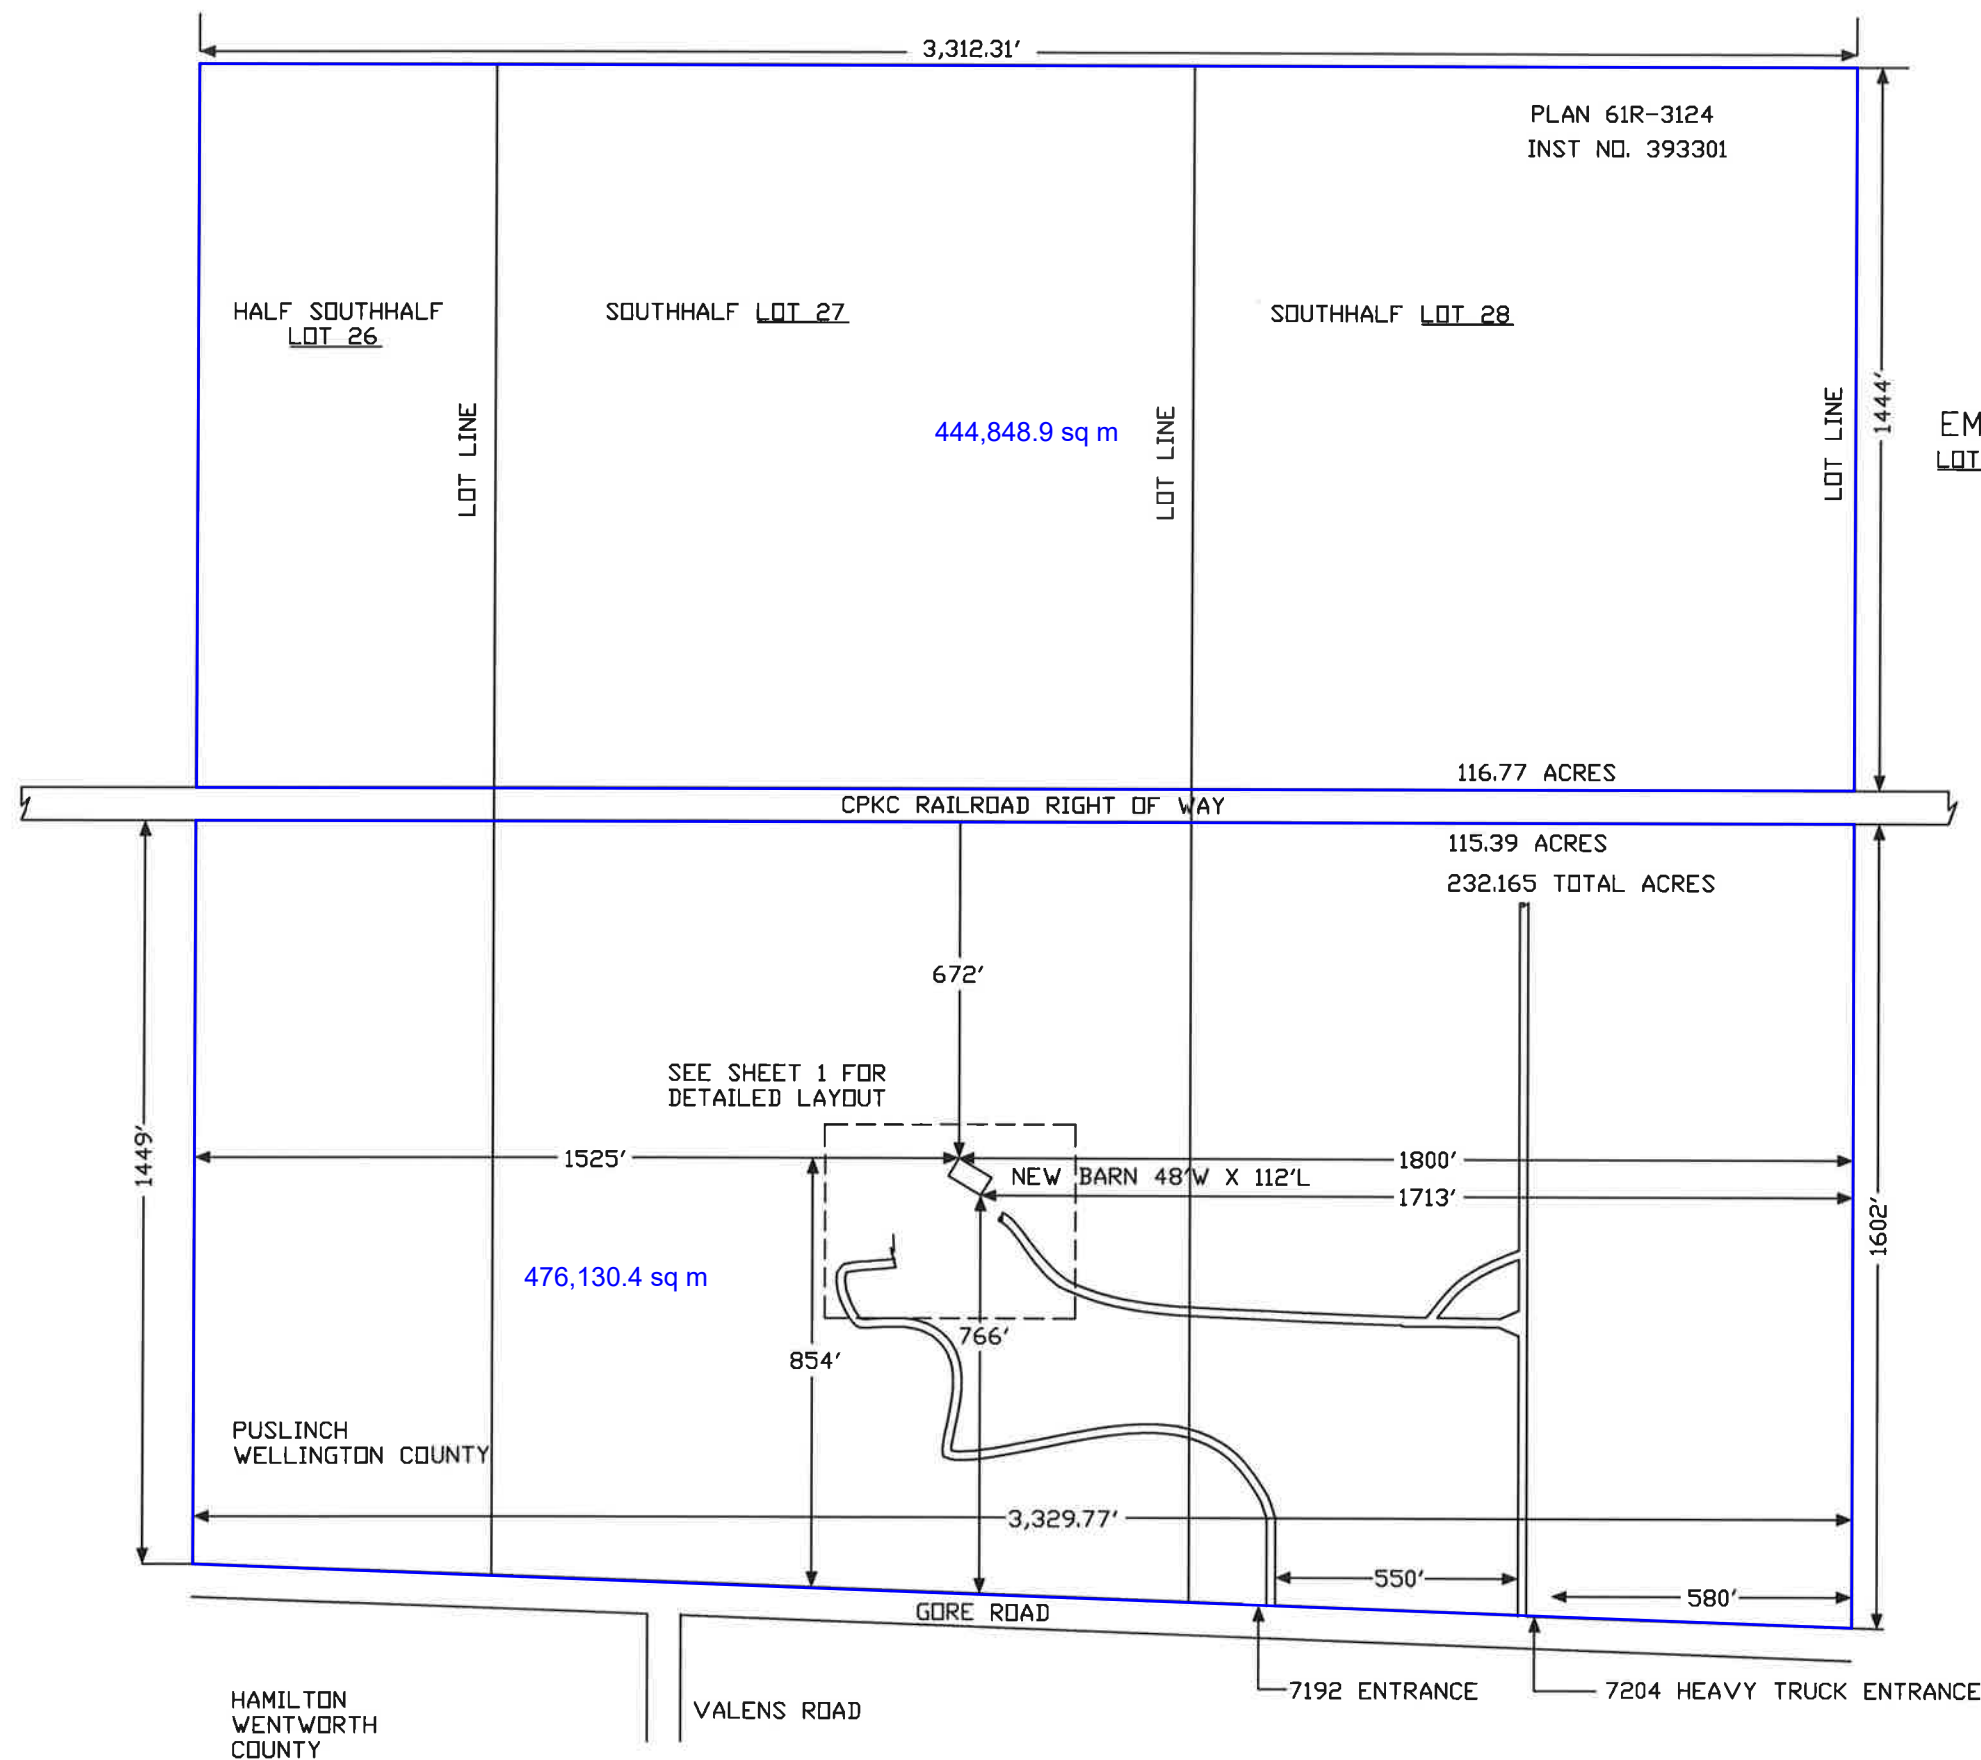 3,312.31'
PLAN 61R-3124
INST NO. 393301
HALF SOUTHHALF
LOT 26
SOUTHHALF LOT 27
SOUTHHALF LOT 28
LOT LINE
LOT LINE
LOT LINE
1444'
EM
LOT
444,848.9 sq m
116.77 ACRES
CPKC RAILROAD RIGHT OF WAY
115.39 ACRES
232.165 TOTAL ACRES
672'
SEE SHEET 1 FOR
DETAILED LAYOUT
1449'
1525'
1800'
NEW BARN 48'W X 112'L
1713'
1602'
476,130.4 sq m
766'
854'
PUSLINCH
WELLINGTON COUNTY
3,329.77'
550'
580'
GORE ROAD
7192 ENTRANCE
7204 HEAVY TRUCK ENTRANCE
HAMILTON
WENTWORTH
COUNTY
VALENS ROAD